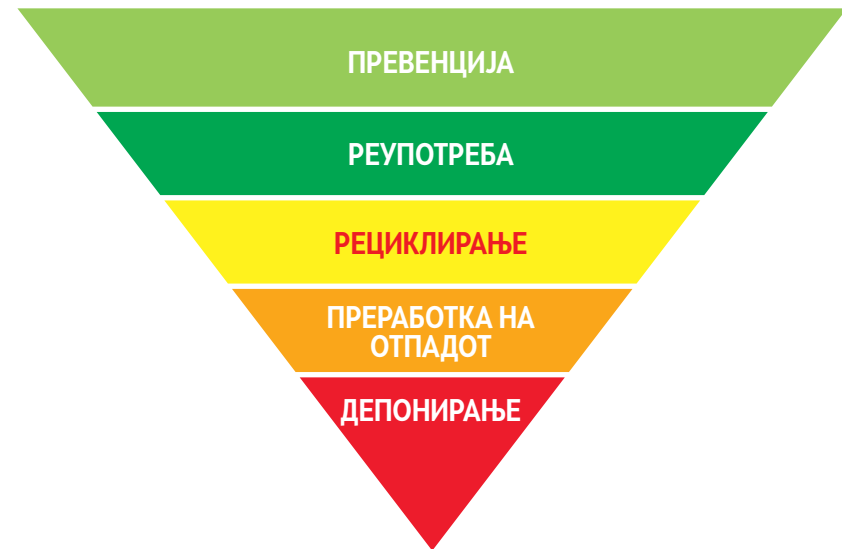 ПРЕВЕНЦИЈА
РЕУПОТРЕБА
РЕЦИКЛИРАЊЕ
ПРЕРАБОТКА НА
ОТПАДОТ
ДЕПОНИРАЊЕ